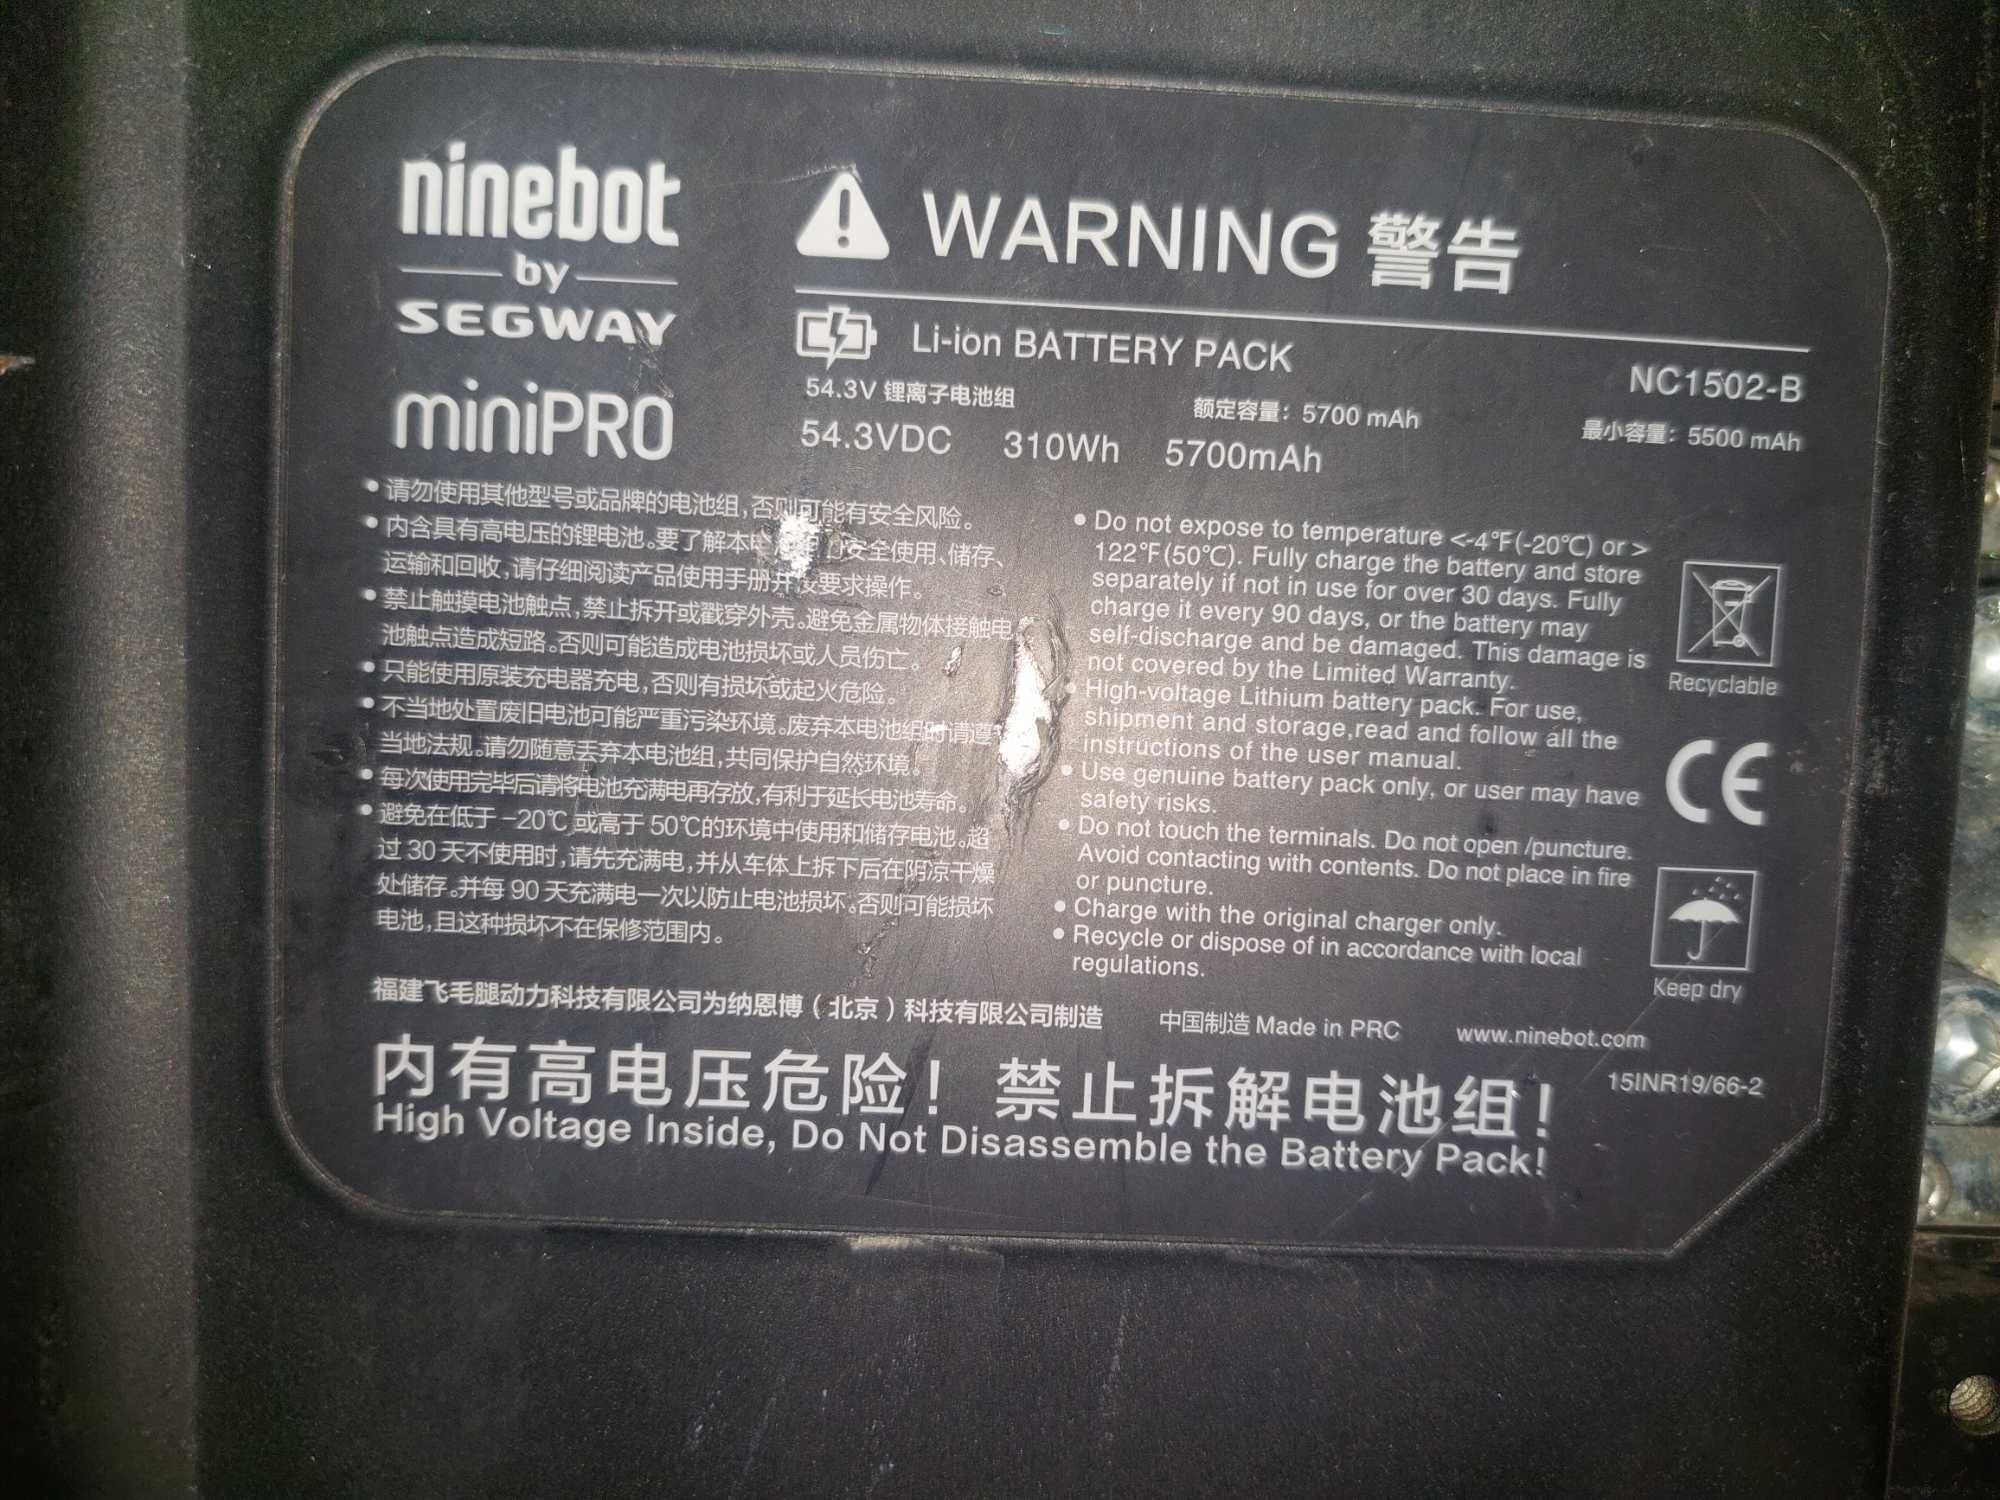 ninebot
by
SEGWAY
miniPRO
WARNING 警告
Li-ion BATTERY PACK
NC1502-B
54.3V 锂离子电池组
额定容量：5700 mAh
最小容量：5500 mAh
54.3VDC 310Wh 5700mAh
• 请勿使用其他型号或品牌的电池组，否则可能有安全风险。
• 内含具有高电压的锂电池。要了解本电 安全使用、储存、
运输和回收，请仔细阅读产品使用手册并 要求操作。
• 禁止触摸电池触点，禁止拆开或戳穿外壳。避免金属物体接触电
池触点造成短路。否则可能造成电池损坏或人员伤亡。
• 只能使用原装充电器充电，否则有损坏或起火危险。
• 不当地处置废旧电池可能严重污染环境。废弃本电池组时请遵
当地法规。请勿随意丢弃本电池组，共同保护自然环境。
• 每次使用完毕后请将电池充满电再存放，有利于延长电池寿命。
• 避免在低于 -20℃ 或高于 50℃的环境中使用和储存电池。超
过 30 天不使用时，请先充满电，并从车体上拆下后在阴凉干燥
处储存。并每 90 天充满电一次以防止电池损坏。否则可能损坏
电池，且这种损坏不在保修范围内。
• Do not expose to temperature <-4℉(-20℃) or >
122℉(50℃). Fully charge the battery and store
separately if not in use for over 30 days. Fully
charge it every 90 days, or the battery may
self-discharge and be damaged. This damage is
not covered by the Limited Warranty.
• High-voltage Lithium battery pack. For use,
shipment and storage,read and follow all the
instructions of the user manual.
• Use genuine battery pack only, or user may have
safety risks.
• Do not touch the terminals. Do not open /puncture.
Avoid contacting with contents. Do not place in fire
or puncture.
• Charge with the original charger only.
• Recycle or dispose of in accordance with local
regulations.
Recyclable
CE
Keep dry
福建飞毛腿动力科技有限公司为纳恩博（北京）科技有限公司制造
中国制造 Made in PRC
www.ninebot.com
15INR19/66-2
内有高电压危险！禁止拆解电池组！
High Voltage Inside, Do Not Disassemble the Battery Pack!